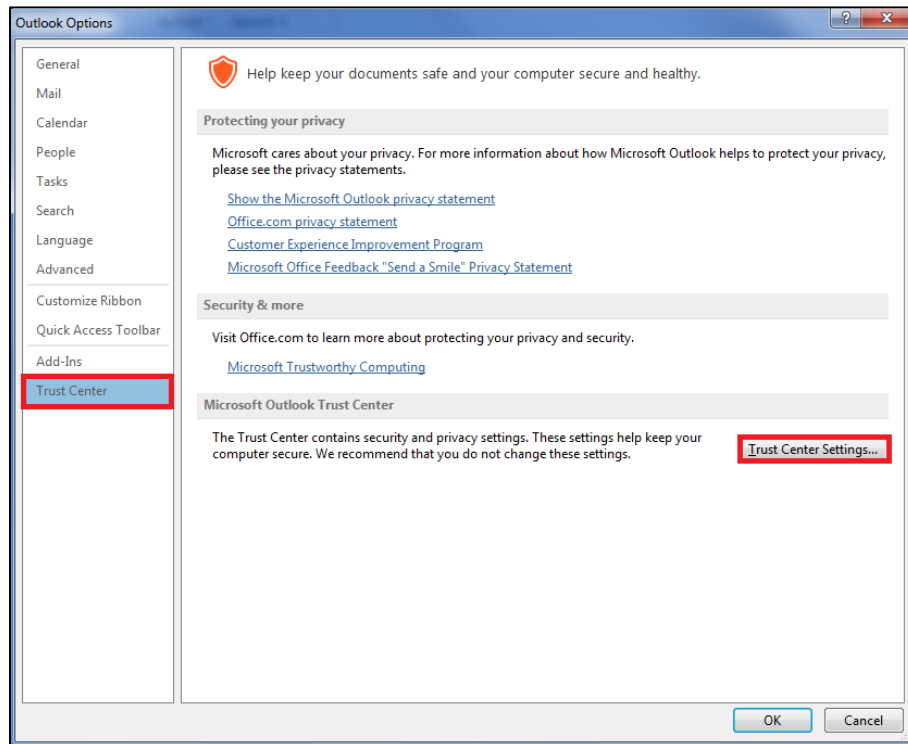 Outlook Options
General
Mail
Calendar
People
Tasks
Search
Language
Advanced
Customize Ribbon
Quick Access Toolbar
Add-Ins
Trust Center
Help keep your documents safe and your computer secure and healthy.
Protecting your privacy
Microsoft cares about your privacy. For more information about how Microsoft Outlook helps to protect your privacy,
please see the privacy statements.
Show the Microsoft Outlook privacy statement
Office.com privacy statement
Customer Experience Improvement Program
Microsoft Office Feedback "Send a Smile" Privacy Statement
Security & more
Visit Office.com to learn more about protecting your privacy and security.
Microsoft Trustworthy Computing
Microsoft Outlook Trust Center
The Trust Center contains security and privacy settings. These settings help keep your
computer secure. We recommend that you do not change these settings.
Trust Center Settings...
OK
Cancel